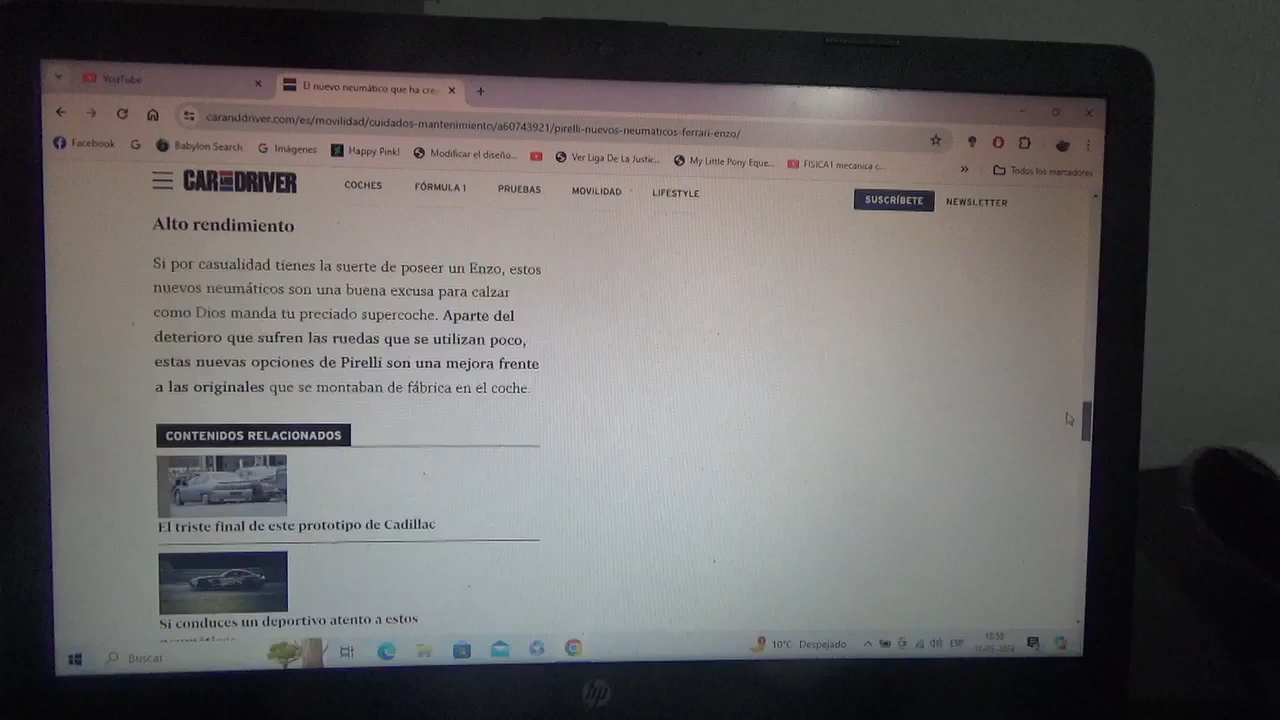 YouTube
El nuevo neumático que ha cre
caranddriver.com/es/movilidad/cuidados-mantenimiento/a60743921/pirelli-nuevos-neumaticos-ferrari-enzo/
Facebook
Babylon Search
Imágenes
Happy Pink!
Modificar el diseño...
Ver Liga De La Justic...
My Little Pony Eque...
FISICA1 mecanica c...
Todos los marcadores
CAR AND DRIVER
COCHES
FÓRMULA 1
PRUEBAS
MOVILIDAD
LIFESTYLE
SUSCRÍBETE
NEWSLETTER
Alto rendimiento
Si por casualidad tienes la suerte de poseer un Enzo, estos
nuevos neumáticos son una buena excusa para calzar
como Dios manda tu preciado supercoche. Aparte del
deterioro que sufren las ruedas que se utilizan poco,
estas nuevas opciones de Pirelli son una mejora frente
a las originales que se montaban de fábrica en el coche.
CONTENIDOS RELACIONADOS
El triste final de este prototipo de Cadillac
Si conduces un deportivo atento a estos
Buscar
10°C Despejado
ESP
hp